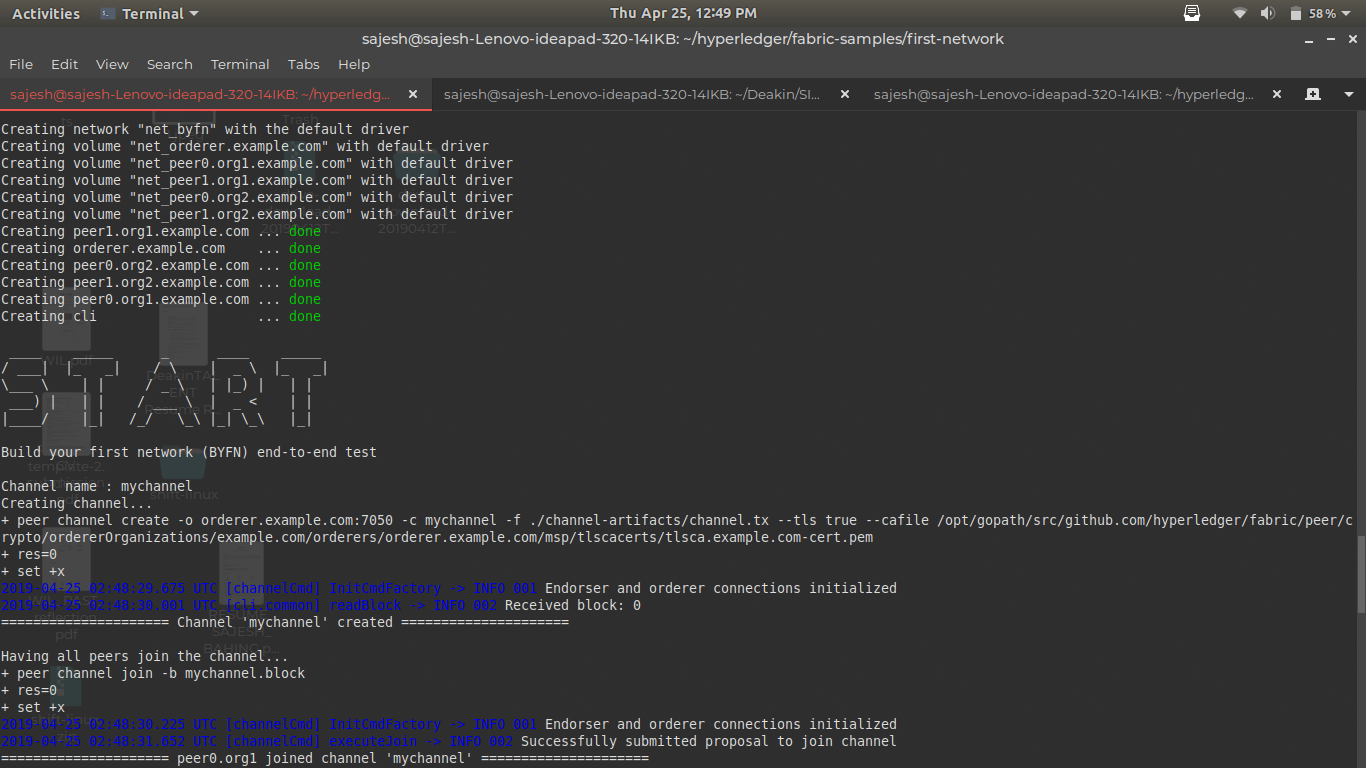 Activities Terminal Thu Apr 25, 12:49 PM 58%
sajesh@sajesh-Lenovo-ideapad-320-14IKB: ~/hyperledger/fabric-samples/first-network
File Edit View Search Terminal Tabs Help
sajesh@sajesh-Lenovo-ideapad-320-14IKB: ~/hyperledg... sajesh@sajesh-Lenovo-ideapad-320-14IKB: ~/Deakin/SI... sajesh@sajesh-Lenovo-ideapad-320-14IKB: ~/hyperledg...
Creating network "net_byfn" with the default driver
Creating volume "net_orderer.example.com" with default driver
Creating volume "net_peer0.org1.example.com" with default driver
Creating volume "net_peer1.org1.example.com" with default driver
Creating volume "net_peer0.org2.example.com" with default driver
Creating volume "net_peer1.org2.example.com" with default driver
Creating peer1.org1.example.com ... done
Creating orderer.example.com ... done
Creating peer0.org2.example.com ... done
Creating peer1.org2.example.com ... done
Creating peer0.org1.example.com ... done
Creating cli ... done
START
Build your first network (BYFN) end-to-end test
Channel name : mychannel
Creating channel...
+ peer channel create -o orderer.example.com:7050 -c mychannel -f ./channel-artifacts/channel.tx --tls true --cafile /opt/gopath/src/github.com/hyperledger/fabric/peer/c
rypto/ordererOrganizations/example.com/orderers/orderer.example.com/msp/tlscacerts/tlsca.example.com-cert.pem
+ res=0
+ set +x
2019-04-25 02:48:29.675 UTC [channelCmd] InitCmdFactory -> INFO 001 Endorser and orderer connections initialized
2019-04-25 02:48:30.001 UTC [cli.common] readBlock -> INFO 002 Received block: 0
===================== Channel 'mychannel' created =====================
Having all peers join the channel...
+ peer channel join -b mychannel.block
+ res=0
+ set +x
2019-04-25 02:48:30.225 UTC [channelCmd] InitCmdFactory -> INFO 001 Endorser and orderer connections initialized
2019-04-25 02:48:31.652 UTC [channelCmd] executeJoin -> INFO 002 Successfully submitted proposal to join channel
===================== peer0.org1 joined channel 'mychannel' =====================